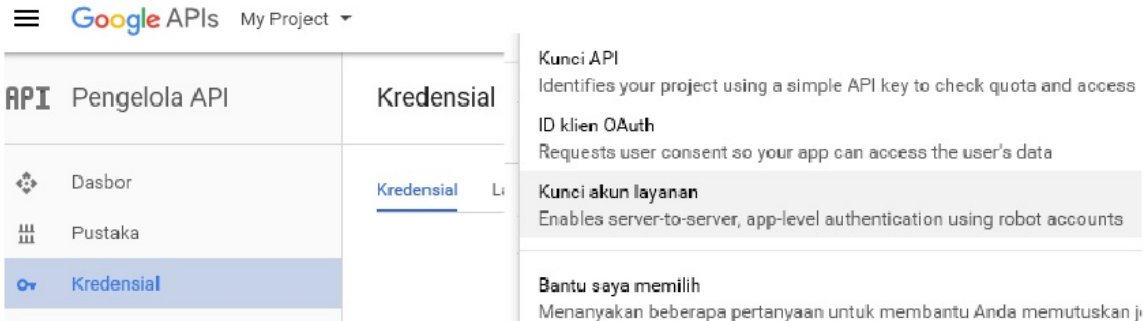 Google APIs My Project
API Pengelola API
Kredensial
Dasbor
Pustaka
Kredensial
Kredensial
Kunci API
Identifies your project using a simple API key to check quota and access
ID klien OAuth
Requests user consent so your app can access the user's data
Kunci akun layanan
Enables server-to-server, app-level authentication using robot accounts
Bantu saya memilih
Menanyakan beberapa pertanyaan untuk membantu Anda memutuskan